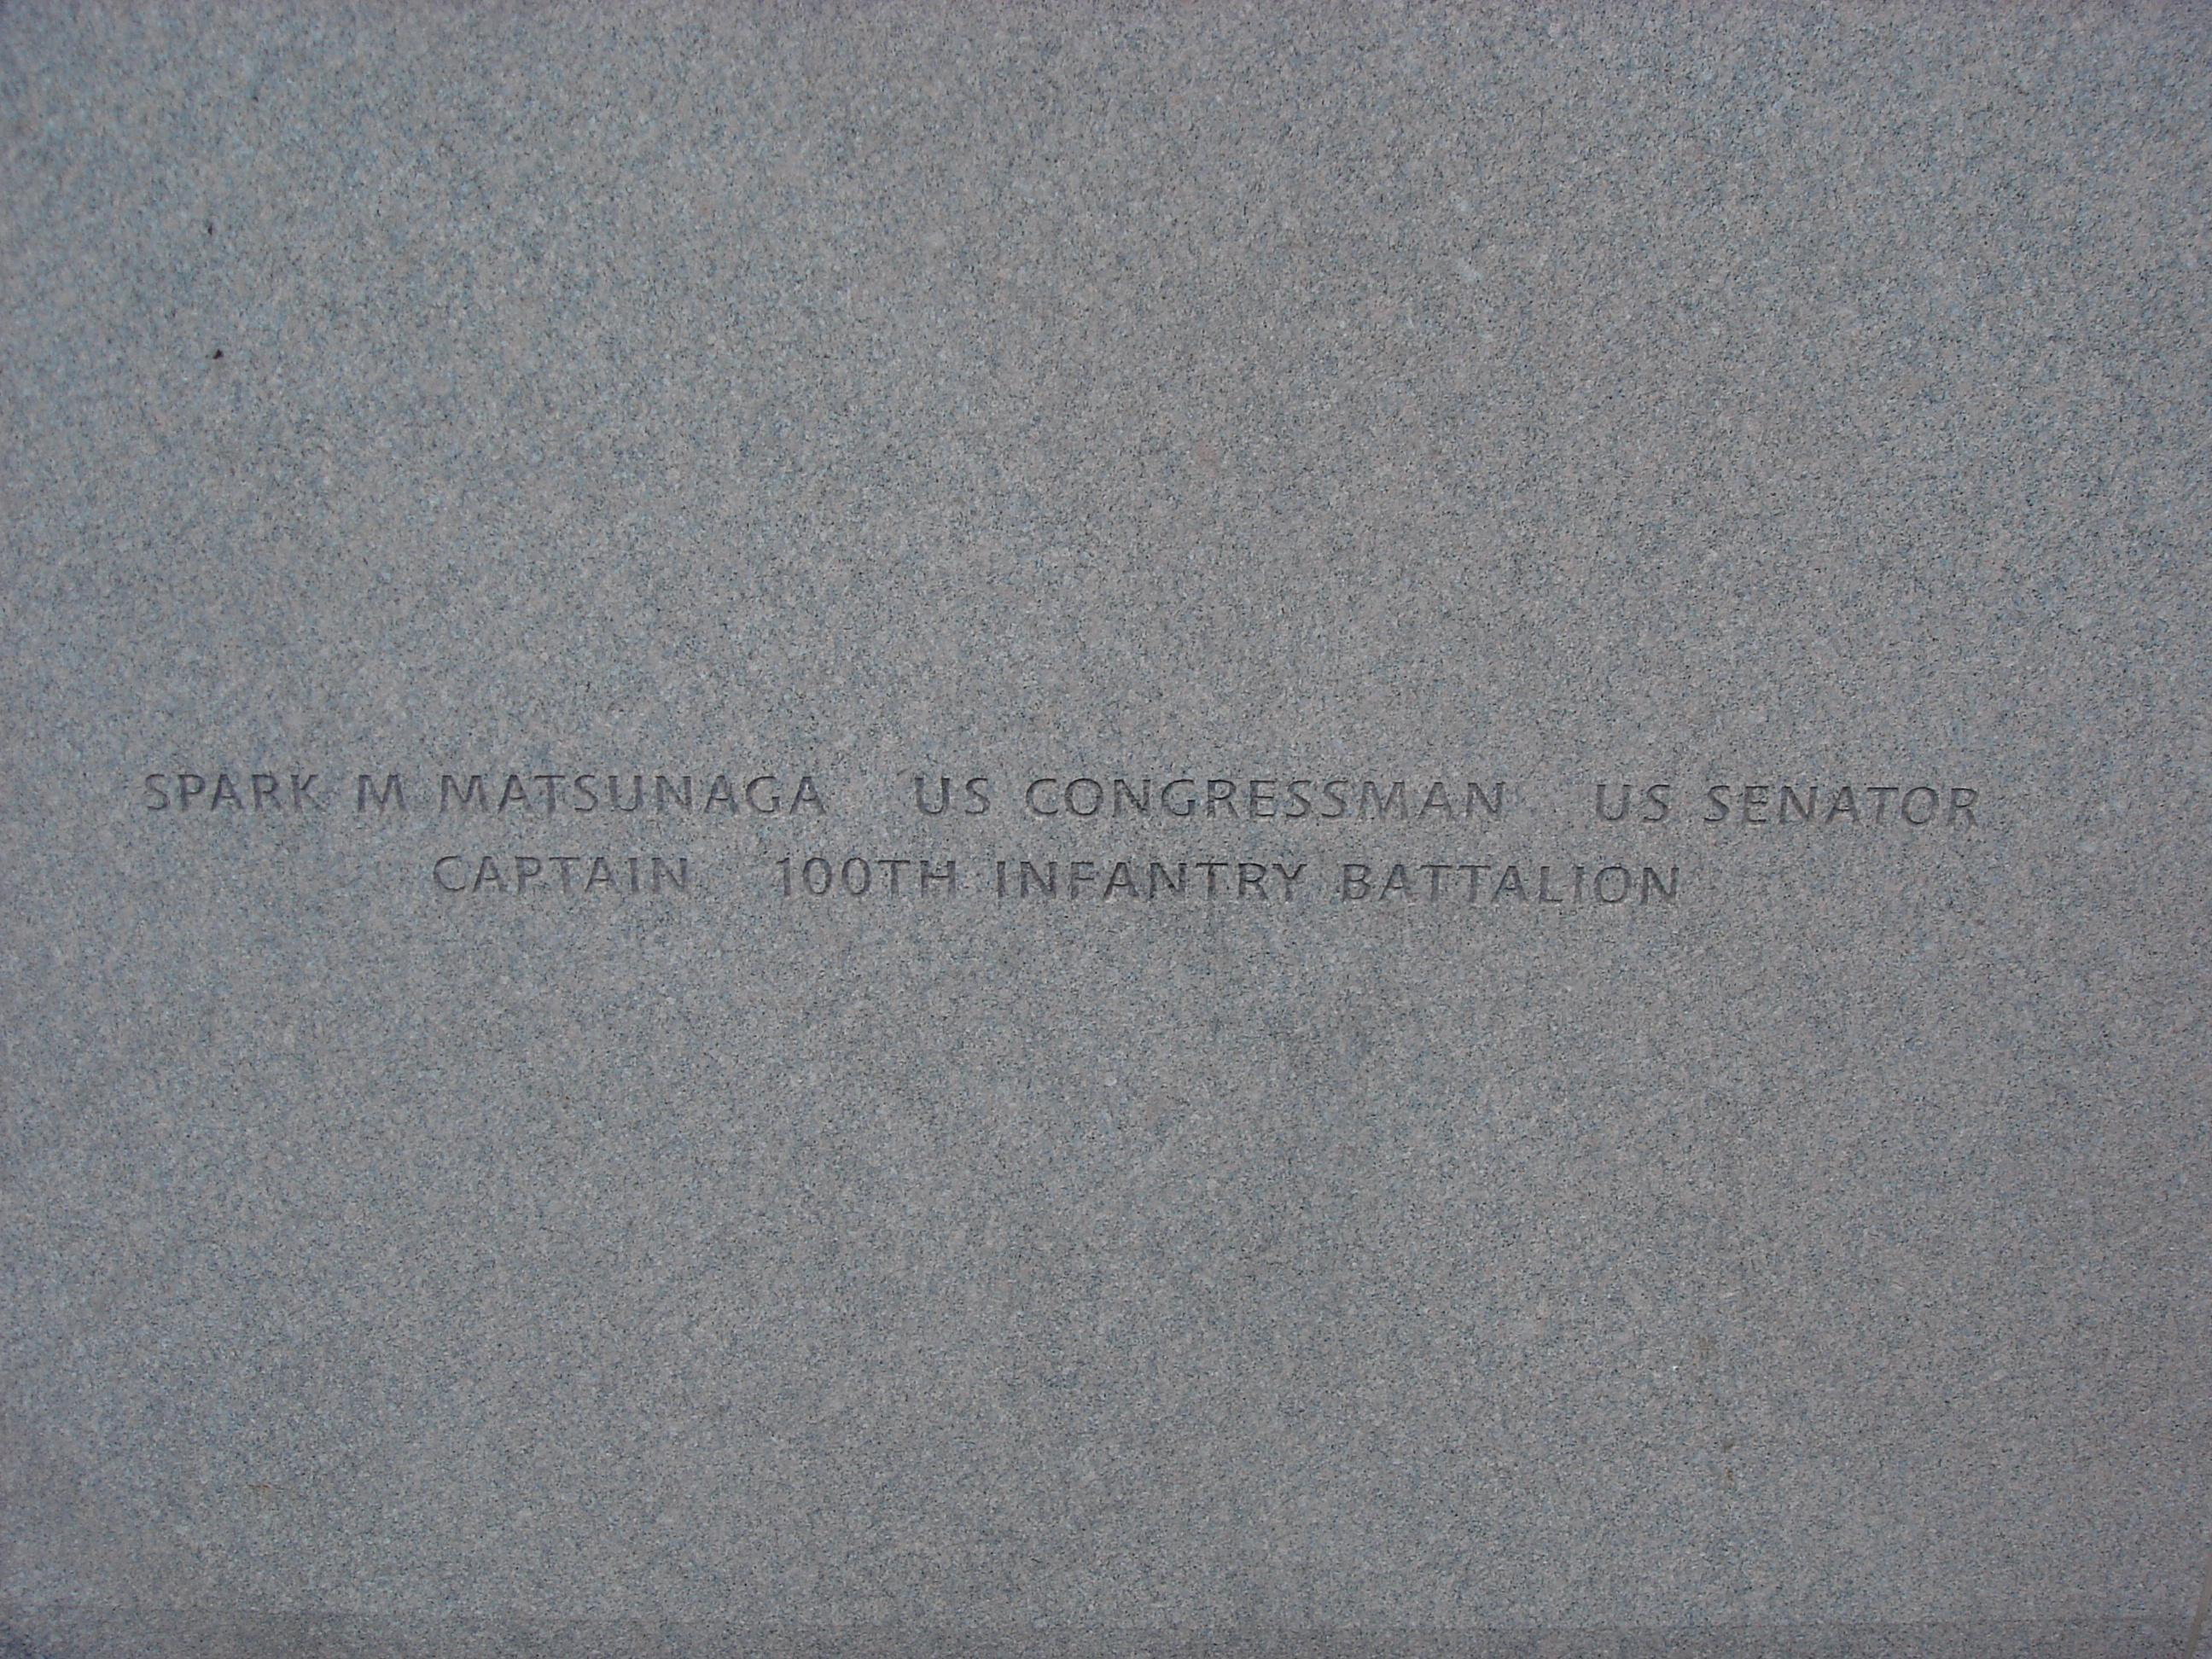 SPARK M MATSUNAGA US CONGRESSMAN US SENATOR
CAPTAIN 100TH INFANTRY BATTALION